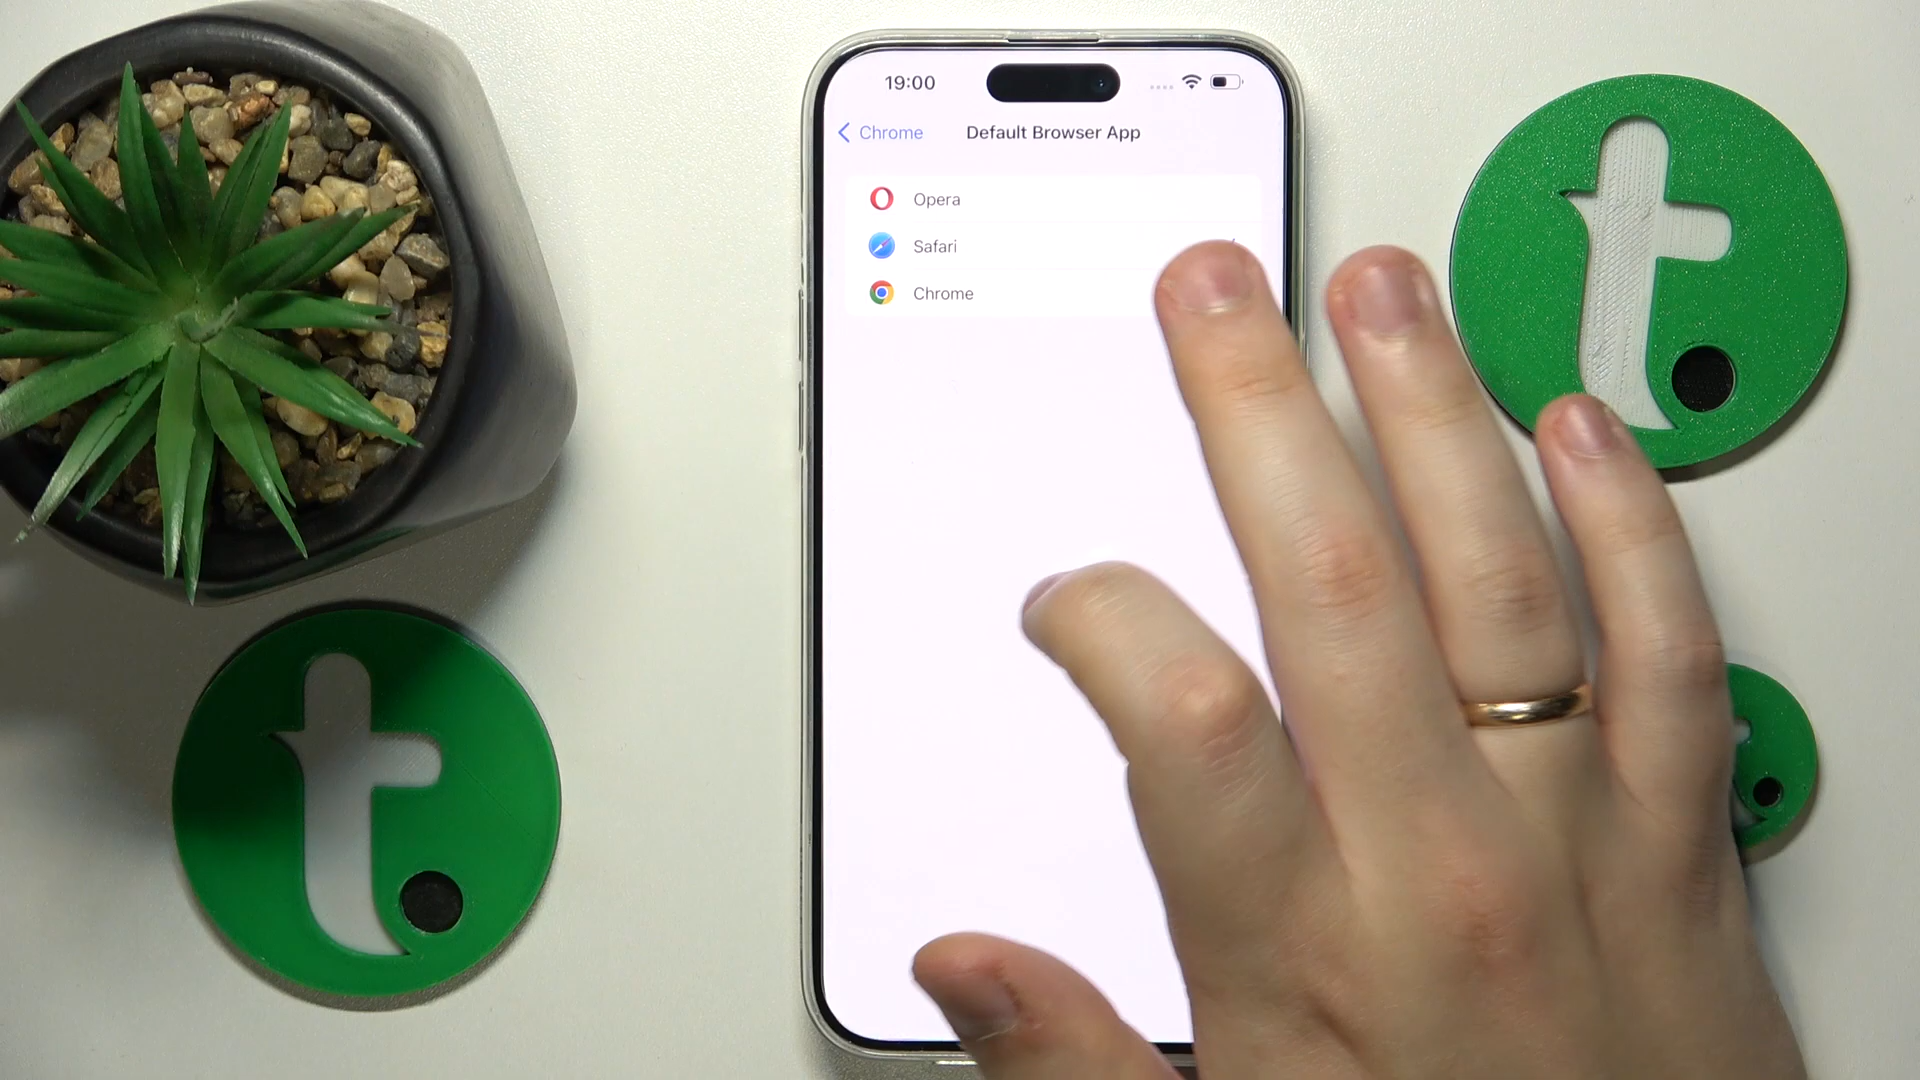 19:00
Chrome
Default Browser App
Opera
Safari
Chrome
t.
t.
t.